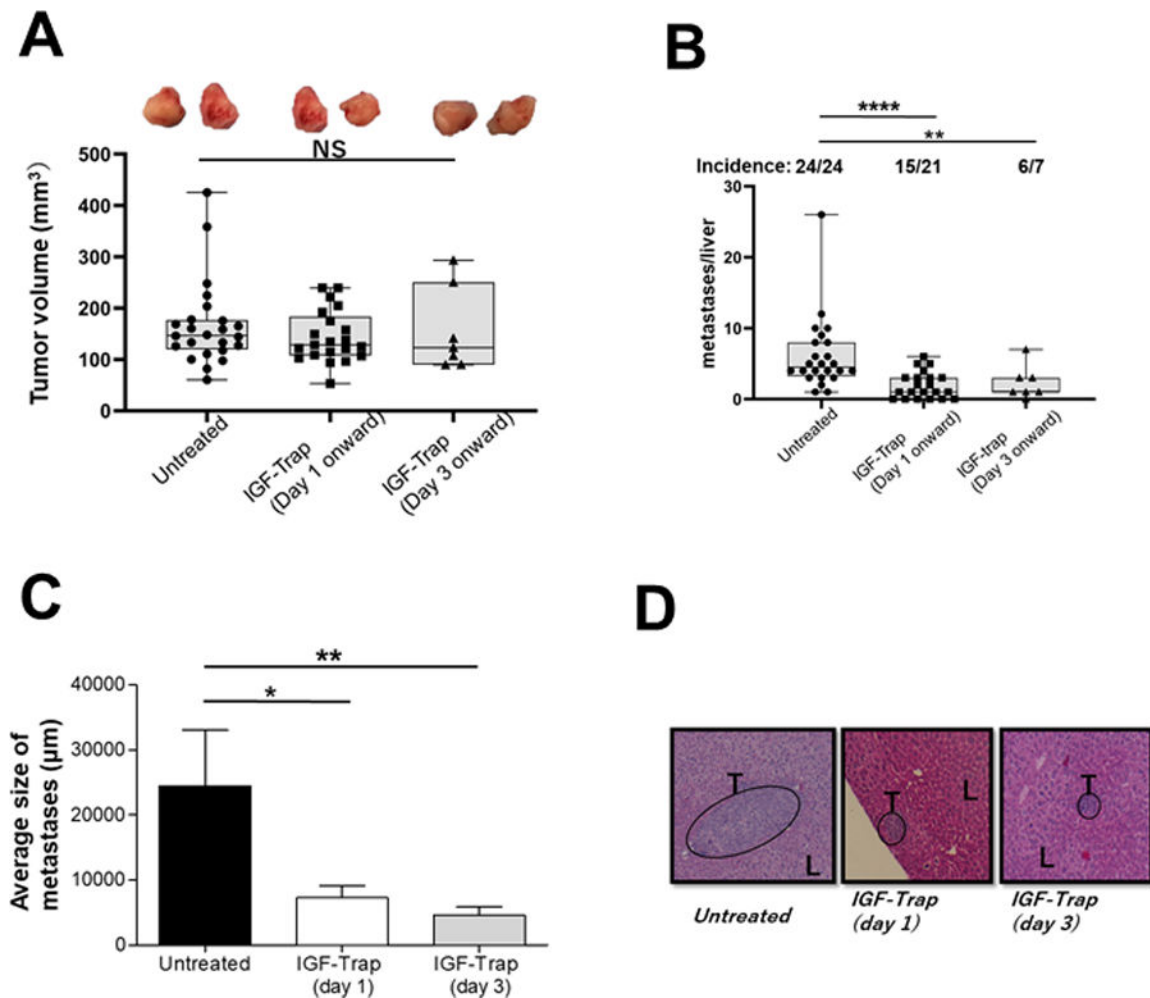 A
NS
Tumor volume (mm³)
500
400
300
200
100
0
Untreated
IGF-Trap
(Day 1 onward)
IGF-Trap
(Day 3 onward)
B
****
**
Incidence: 24/24 15/21 6/7
metastases/liver
30
20
10
0
Untreated
IGF-Trap
(Day 1 onward)
IGF-trap
(Day 3 onward)
C
**
*
Average size of
metastases (μm)
40000
30000
20000
10000
0
Untreated
IGF-Trap
(day 1)
IGF-Trap
(day 3)
D
T
L
T
L
T
L
Untreated
IGF-Trap
(day 1)
IGF-Trap
(day 3)